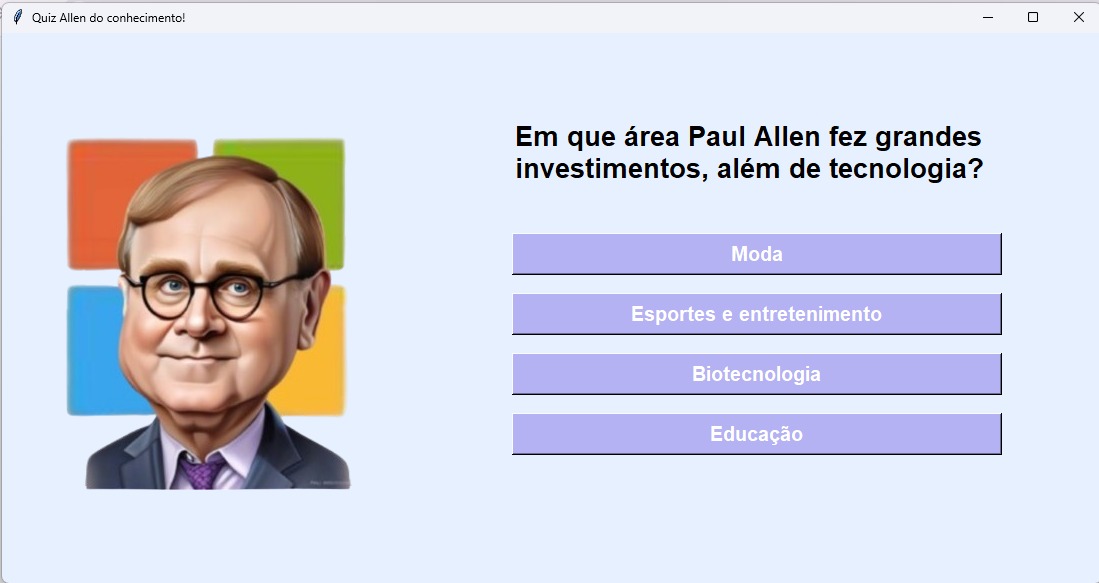 Quiz Allen do conhecimento!
Em que área Paul Allen fez grandes
investimentos, além de tecnologia?
Moda
Esportes e entretenimento
Biotecnologia
Educação